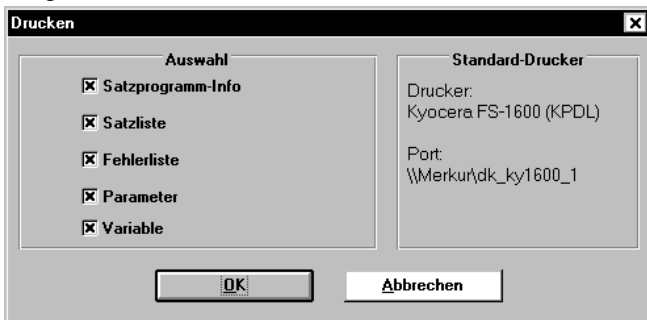 Drucken
Auswahl
Satzprogramm-Info
Satzliste
Fehlerliste
Parameter
Variable
Standard-Drucker
Drucker:
Kyocera FS-1600 (KPDL)
Port:
\\Merkur\dk_ky1600_1
OK
Abbrechen